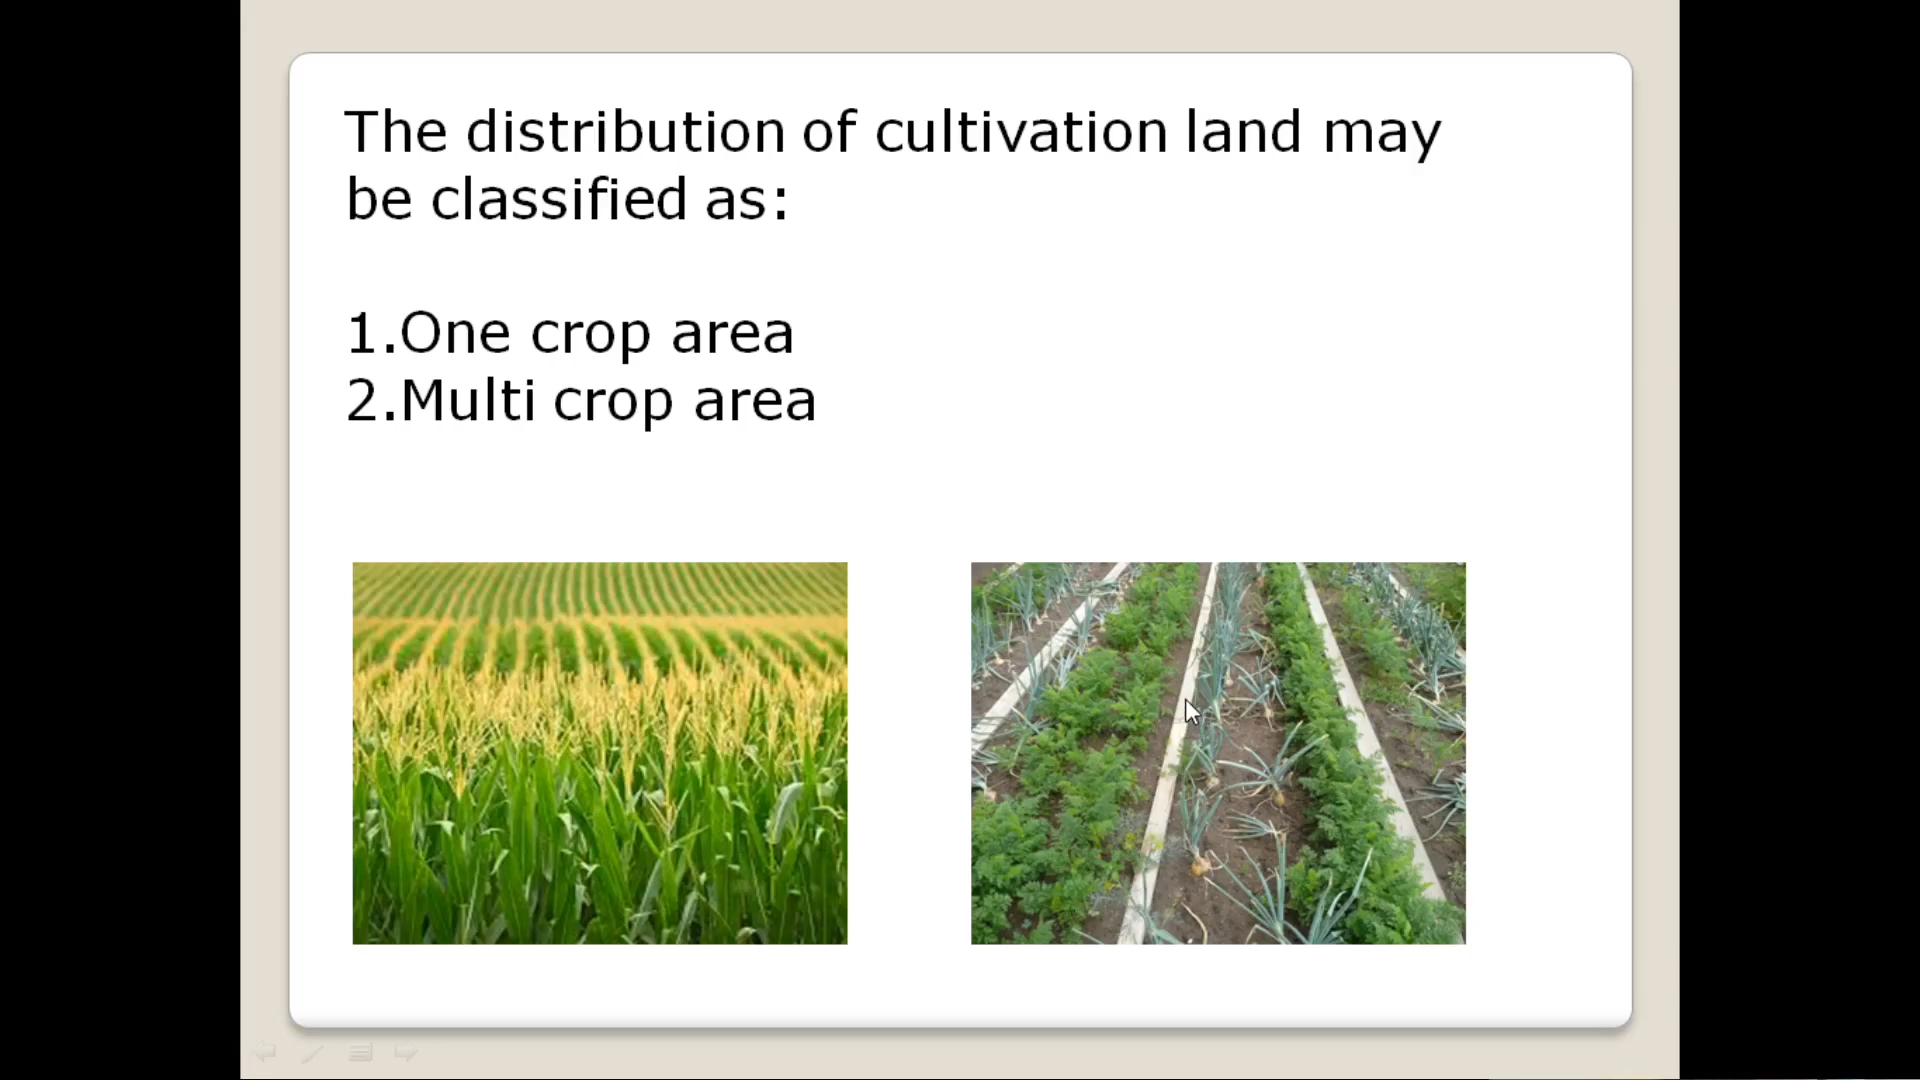 The distribution of cultivation land may
be classified as:
1.One crop area
2.Multi crop area